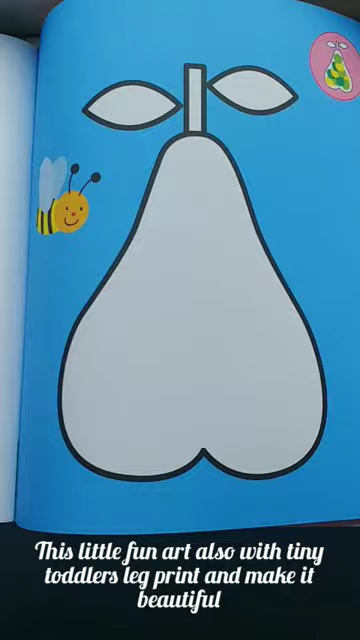 This little fun art also with tiny
toddlers leg print and make it
beautiful